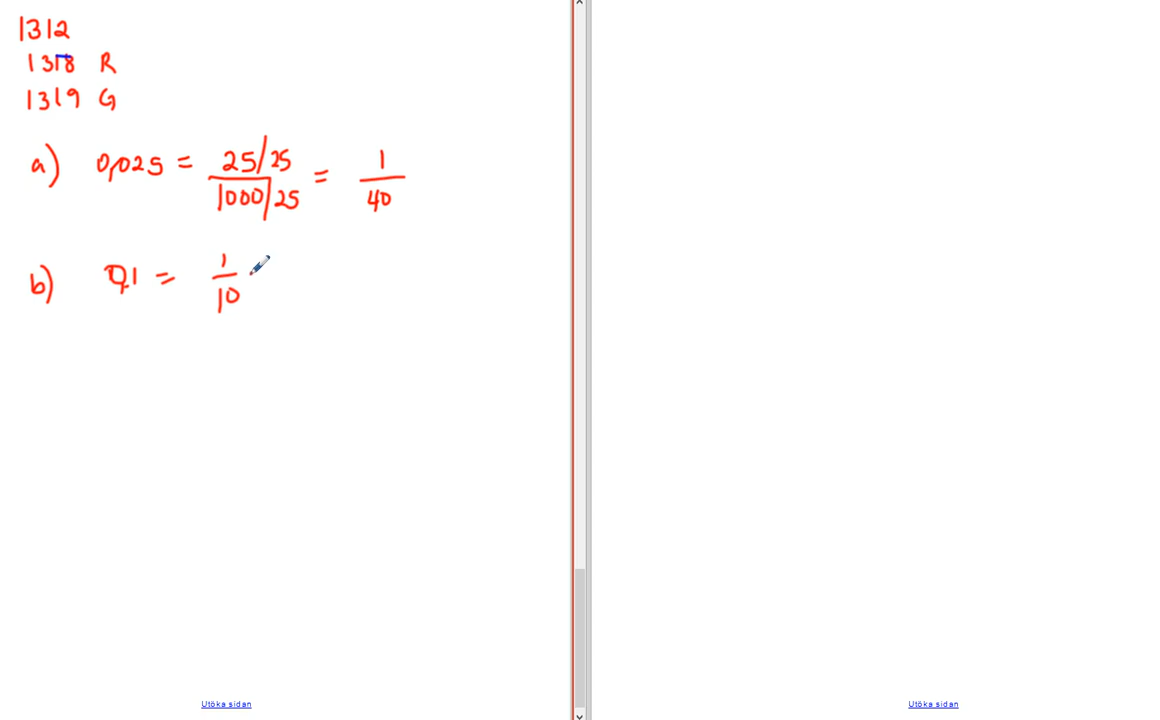 1312
1318 R
1319 G
a) 0,025 = 25/25 / 1000/25 = 1/40
b) 0,1 = 1/10
Utöka sidan Utöka sidan